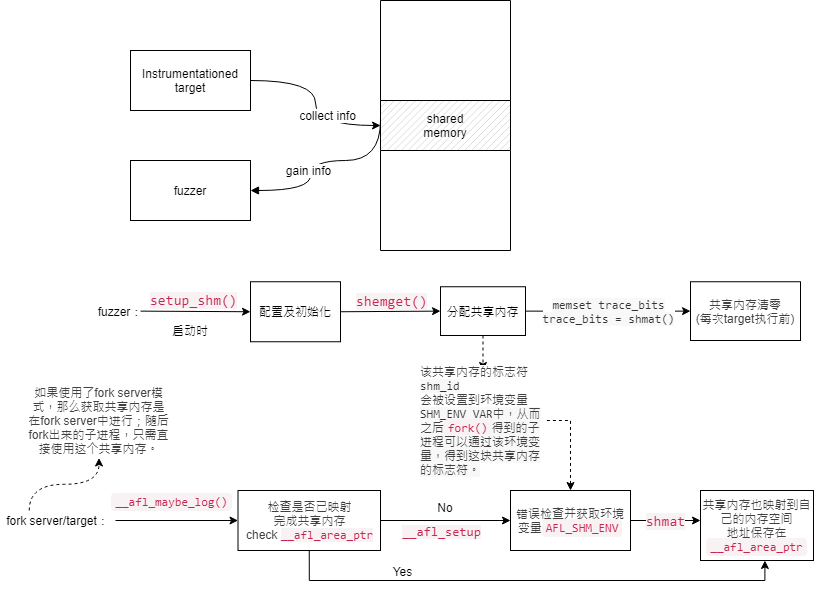 Instrumentationed
target
collect info
shared
memory
gain info
fuzzer
fuzzer :
setup_shm()
启动时
配置及初始化
shemget()
分配共享内存
memset trace_bits
trace_bits = shmat()
共享内存清零
(每次target执行前)
该共享内存的标志符
shm_id
会被设置到环境变量
SHM_ENV VAR中，从而
之后 fork() 得到的子
进程可以通过该环境变
量，得到这块共享内存
的标志符。
如果使用了fork server模
式，那么获取共享内存是
在fork server中进行；随后
fork出来的子进程，只需直
接使用这个共享内存。
fork server/target :
__afl_maybe_log()
检查是否已映射
完成共享内存
check __afl_area_ptr
No
__afl_setup
错误检查并获取环境
变量 AFL_SHM_ENV
shmat
共享内存也映射到自
己的内存空间
地址保存在
__afl_area_ptr
Yes